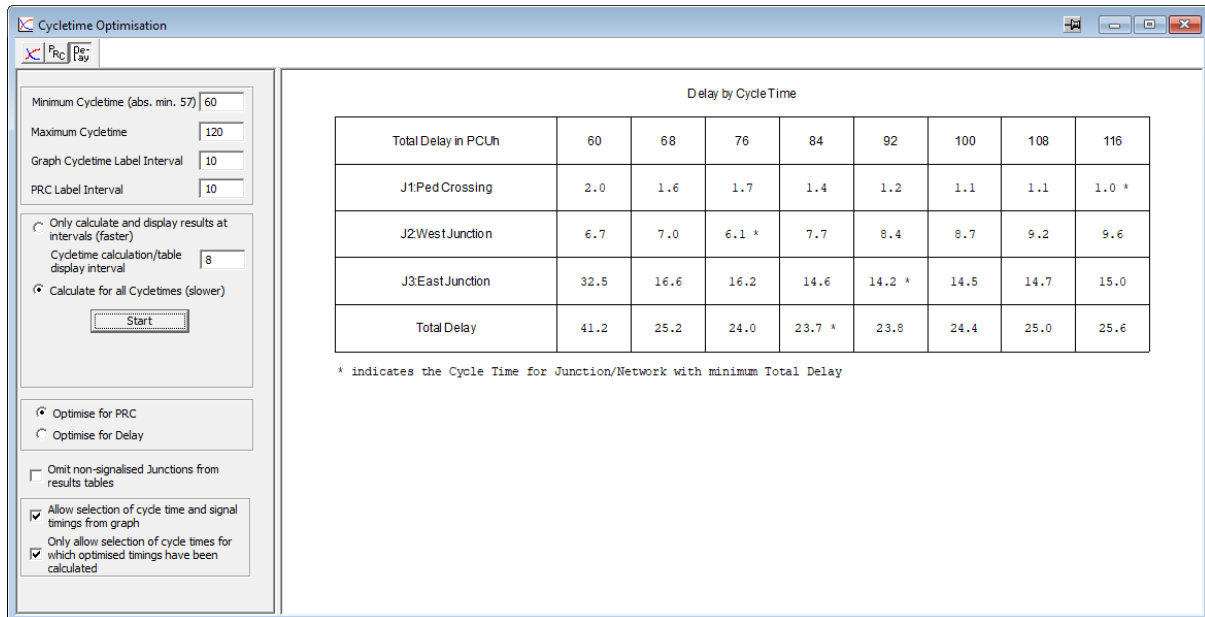 Cycletime Optimisation
PRC De-lay
Minimum Cycletime (abs. min. 57) 60
Maximum Cycletime 120
Graph Cycletime Label Interval 10
PRC Label Interval 10
Only calculate and display results at
intervals (faster)
Cycletime calculation/table
display interval 8
Calculate for all Cycletimes (slower)
Start
Optimise for PRC
Optimise for Delay
Omit non-signalised Junctions from
results tables
Allow selection of cycle time and signal
timings from graph
Only allow selection of cycle times for
which optimised timings have been
calculated
Delay by Cycle Time
Total Delay in PCUh 60 68 76 84 92 100 108 116
J1:Ped Crossing 2.0 1.6 1.7 1.4 1.2 1.1 1.1 1.0 *
J2:West Junction 6.7 7.0 6.1 * 7.7 8.4 8.7 9.2 9.6
J3:East Junction 32.5 16.6 16.2 14.6 14.2 * 14.5 14.7 15.0
Total Delay 41.2 25.2 24.0 23.7 * 23.8 24.4 25.0 25.6
* indicates the Cycle Time for Junction/Network with minimum Total Delay